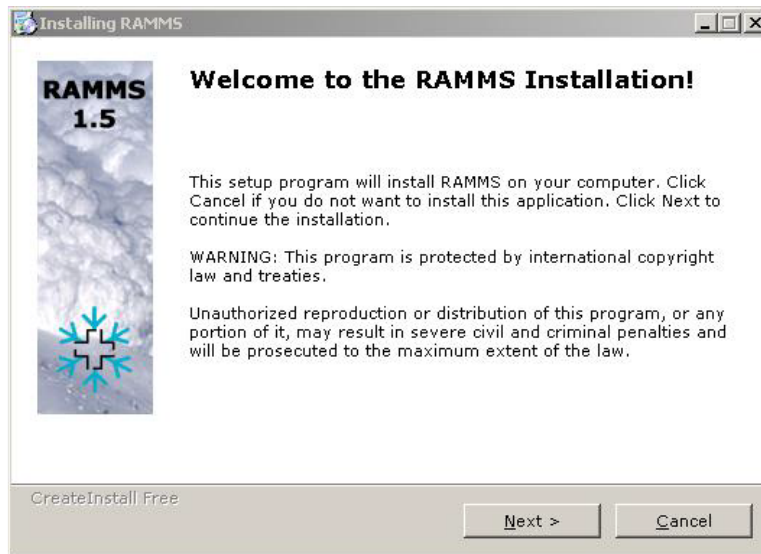 Installing RAMMS
RAMMS
1.5
Welcome to the RAMMS Installation!
This setup program will install RAMMS on your computer. Click
Cancel if you do not want to install this application. Click Next to
continue the installation.
WARNING: This program is protected by international copyright
law and treaties.
Unauthorized reproduction or distribution of this program, or any
portion of it, may result in severe civil and criminal penalties and
will be prosecuted to the maximum extent of the law.
CreateInstall Free
Next >
Cancel